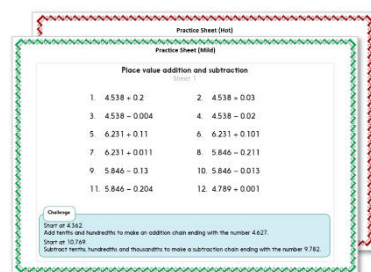 Practice Sheet (Hot)
Practice Sheet (Mild)
Place value addition and subtraction
Sheet 1
1. 4.538 + 0.2 2. 4.538 + 0.03
3. 4.538 – 0.004 4. 4.538 – 0.02
5. 6.231 + 0.11 6. 6.231 + 0.101
7. 6.231 + 0.011 8. 5.846 – 0.211
9. 5.846 – 0.13 10. 5.846 – 0.013
11. 5.846 – 0.204 12. 4.789 + 0.001
Challenge
Start at 4.362.
Add tenths and hundredths to make an addition chain ending with the number 4.627.
Start at 10.769.
Subtract tenths, hundredths and thousandths to make a subtraction chain ending with the number 9.782.